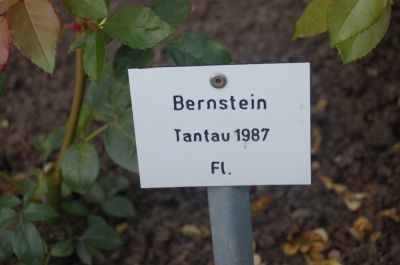 Bernstein
Tantau 1987
Fl.